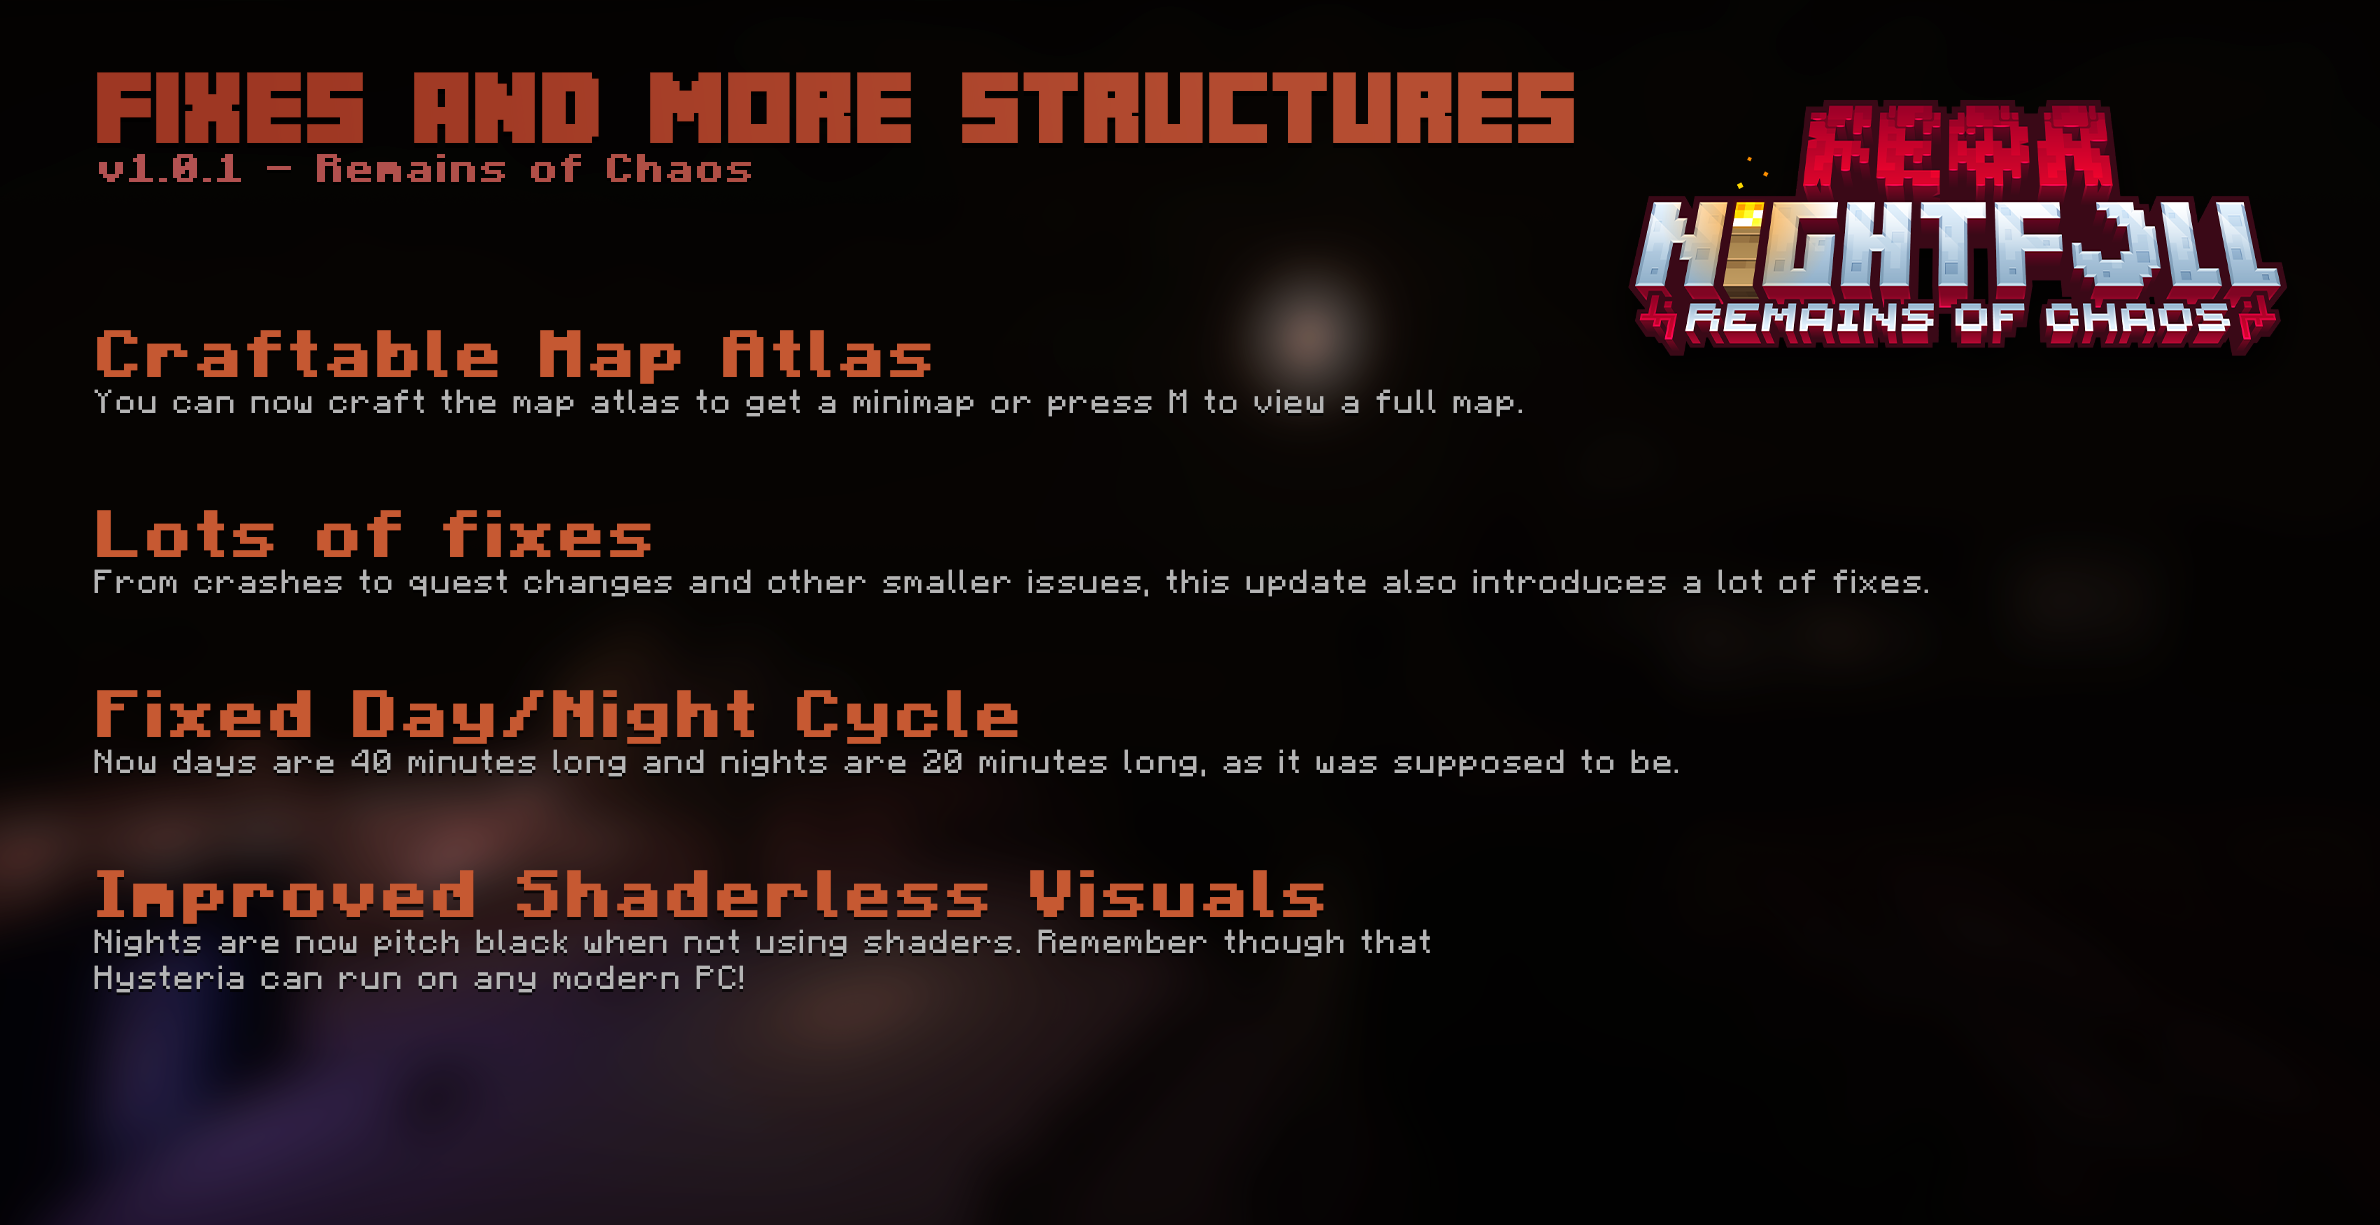 FIXES AND MORE STRUCTURES
v1.0.1 - Remains of Chaos
FEAR
NIGHTFALL
REMAINS OF CHAOS
Craftable Map Atlas
You can now craft the map atlas to get a minimap or press M to view a full map.
Lots of fixes
From crashes to quest changes and other smaller issues, this update also introduces a lot of fixes.
Fixed Day/Night Cycle
Now days are 40 minutes long and nights are 20 minutes long, as it was supposed to be.
Improved Shaderless Visuals
Nights are now pitch black when not using shaders. Remember though that
Hysteria can run on any modern PC!